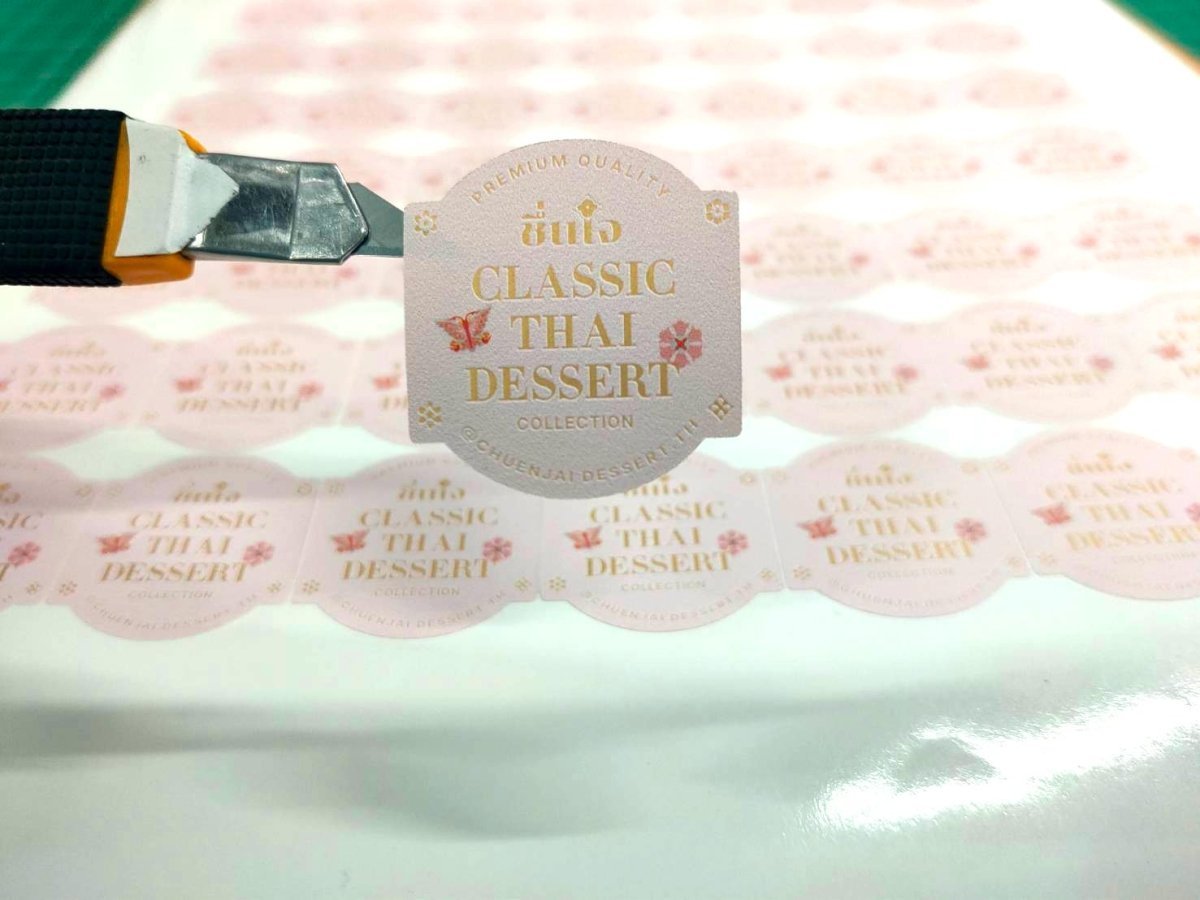 PREMIUM QUALITY
ชื่นใจ
CLASSIC
THAI
DESSERT
COLLECTION
@CHUENJAI DESSERT.TH